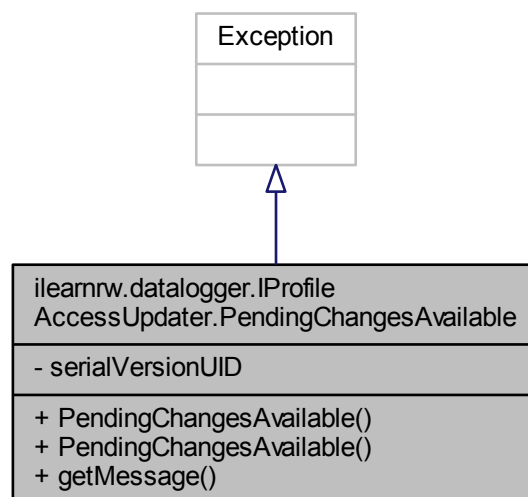 Exception
ilearnrw.datalogger.IProfile
AccessUpdater.PendingChangesAvailable
- serialVersionUID
+ PendingChangesAvailable()
+ PendingChangesAvailable()
+ getMessage()